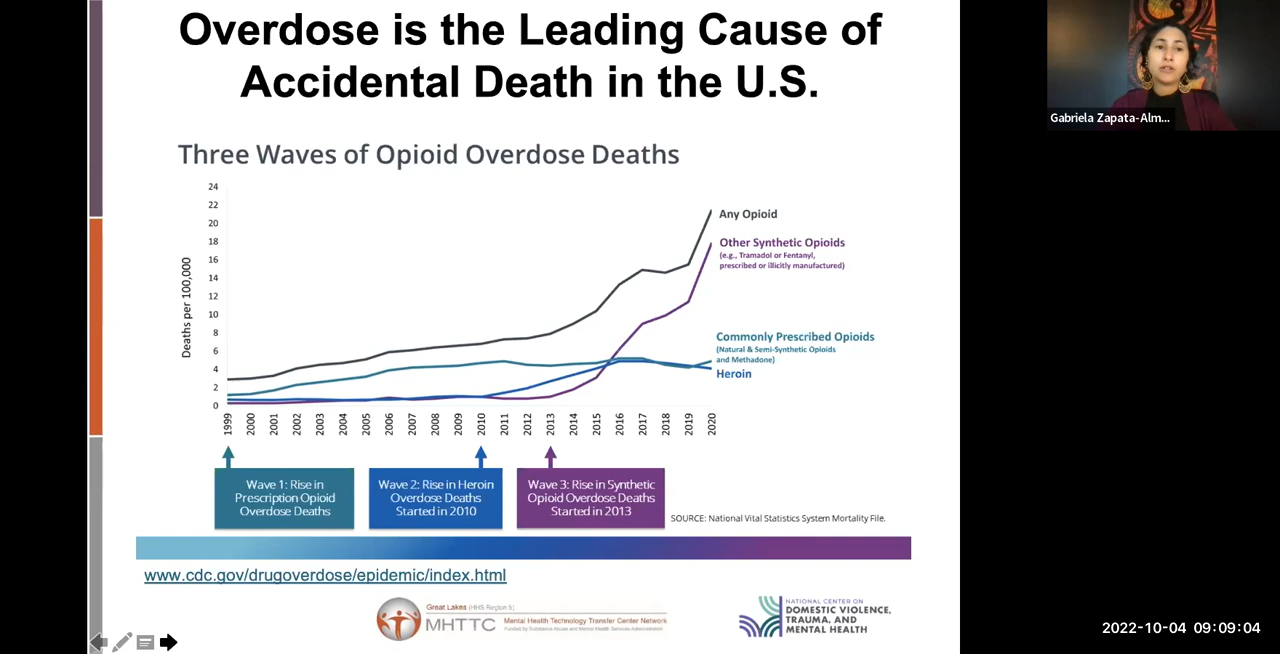 Overdose is the Leading Cause of
Accidental Death in the U.S.
Gabriela Zapata-Alm...
Three Waves of Opioid Overdose Deaths
24
22
20
18
16
14
12
10
8
6
4
2
0
Deaths per 100,000
Any Opioid
Other Synthetic Opioids
(e.g., Tramadol or Fentanyl,
prescribed or illicitly manufactured)
Commonly Prescribed Opioids
(Natural & Semi-Synthetic Opioids
and Methadone)
Heroin
1999
2000
2001
2002
2003
2004
2005
2006
2007
2008
2009
2010
2011
2012
2013
2014
2015
2016
2017
2018
2019
2020
Wave 1: Rise in
Prescription Opioid
Overdose Deaths
Wave 2: Rise in Heroin
Overdose Deaths
Started in 2010
Wave 3: Rise in Synthetic
Opioid Overdose Deaths
Started in 2013
SOURCE: National Vital Statistics System Mortality File.
www.cdc.gov/drugoverdose/epidemic/index.html
Great Lakes (HHS Region 5)
MHTTC
Mental Health Technology Transfer Center Network
Funded by Substance Abuse and Mental Health Services Administration
NATIONAL CENTER ON
DOMESTIC VIOLENCE,
TRAUMA, AND
MENTAL HEALTH
2022-10-04 09:09:04